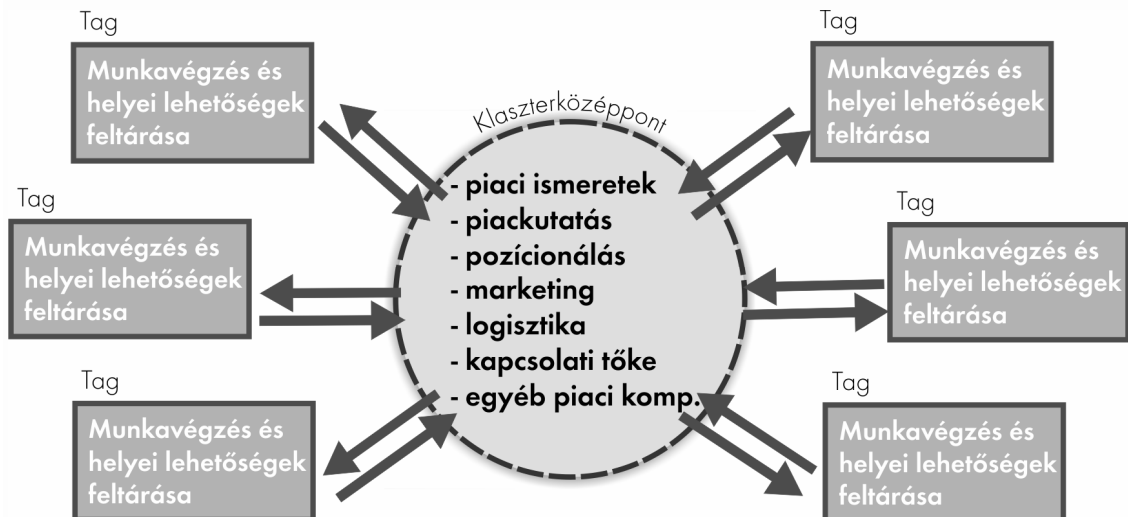 Tag
Munkavégzés és
helyei lehetőségek
feltárása
Tag
Munkavégzés és
helyei lehetőségek
feltárása
Tag
Munkavégzés és
helyei lehetőségek
feltárása
Klaszterközéppont
- piaci ismeretek
- piackutatás
- pozícionálás
- marketing
- logisztika
- kapcsolati tőke
- egyéb piaci komp.
Tag
Munkavégzés és
helyei lehetőségek
feltárása
Tag
Munkavégzés és
helyei lehetőségek
feltárása
Tag
Munkavégzés és
helyei lehetőségek
feltárása